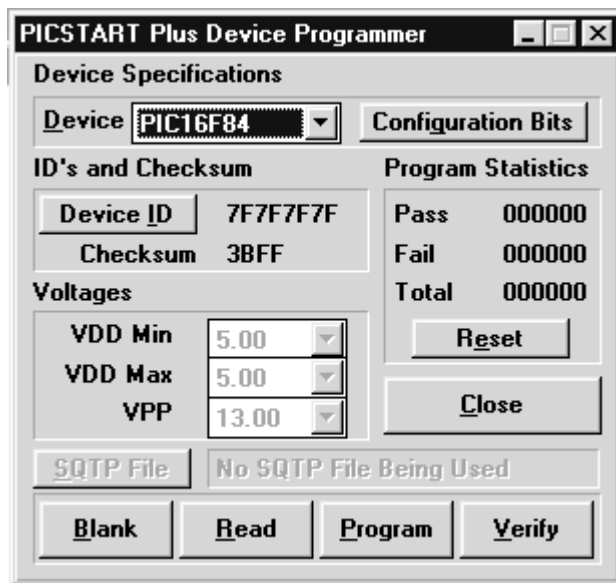 PICSTART Plus Device Programmer
Device Specifications
Device PIC16F84 Configuration Bits
ID's and Checksum Program Statistics
Device ID 7F7F7F7F Pass 000000
Checksum 3BFF Fail 000000
Voltages Total 000000
VDD Min 5.00 Reset
VDD Max 5.00
VPP 13.00 Close
SQTP File No SQTP File Being Used
Blank Read Program Verify